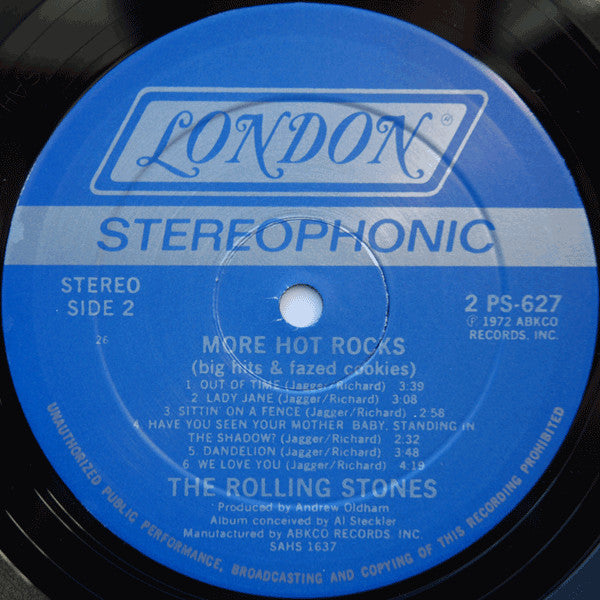 LONDON®
STEREOPHONIC
STEREO
SIDE 2
2 PS-627
℗ 1972 ABKCO
RECORDS, INC.
26
MORE HOT ROCKS
(big hits & fazed cookies)
1. OUT OF TIME (Jagger/Richard) 3:39
2. LADY JANE (Jagger/Richard) 3:08
3. SITTIN' ON A FENCE (Jagger/Richard) 2:58
4. HAVE YOU SEEN YOUR MOTHER BABY, STANDING IN
THE SHADOW? (Jagger/Richard) 2:32
5. DANDELION (Jagger/Richard) 3:48
6. WE LOVE YOU (Jagger/Richard) 4:19
THE ROLLING STONES
Produced by Andrew Oldham
Album conceived by Al Steckler
Manufactured by ABKCO RECORDS, INC.
SAHS 1637
UNAUTHORIZED PUBLIC PERFORMANCE, BROADCASTING AND COPYING OF THIS RECORD PROHIBITED